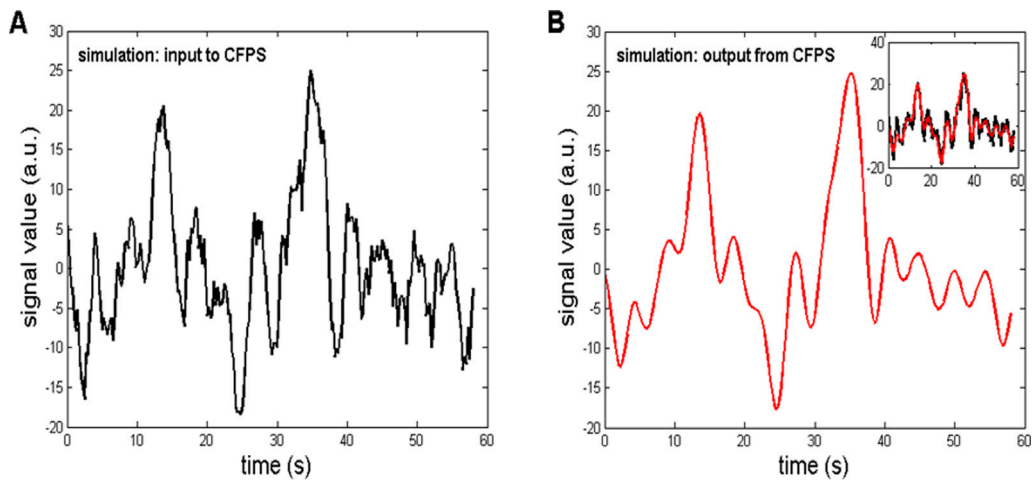 A
simulation: input to CFPS
signal value (a.u.)
30
25
20
15
10
5
0
-5
-10
-15
-20
0 10 20 30 40 50 60
time (s)
B
simulation: output from CFPS
signal value (a.u.)
30
25
20
15
10
5
0
-5
-10
-15
-20
0 10 20 30 40 50 60
time (s)
40
20
0
-20
0 20 40 60